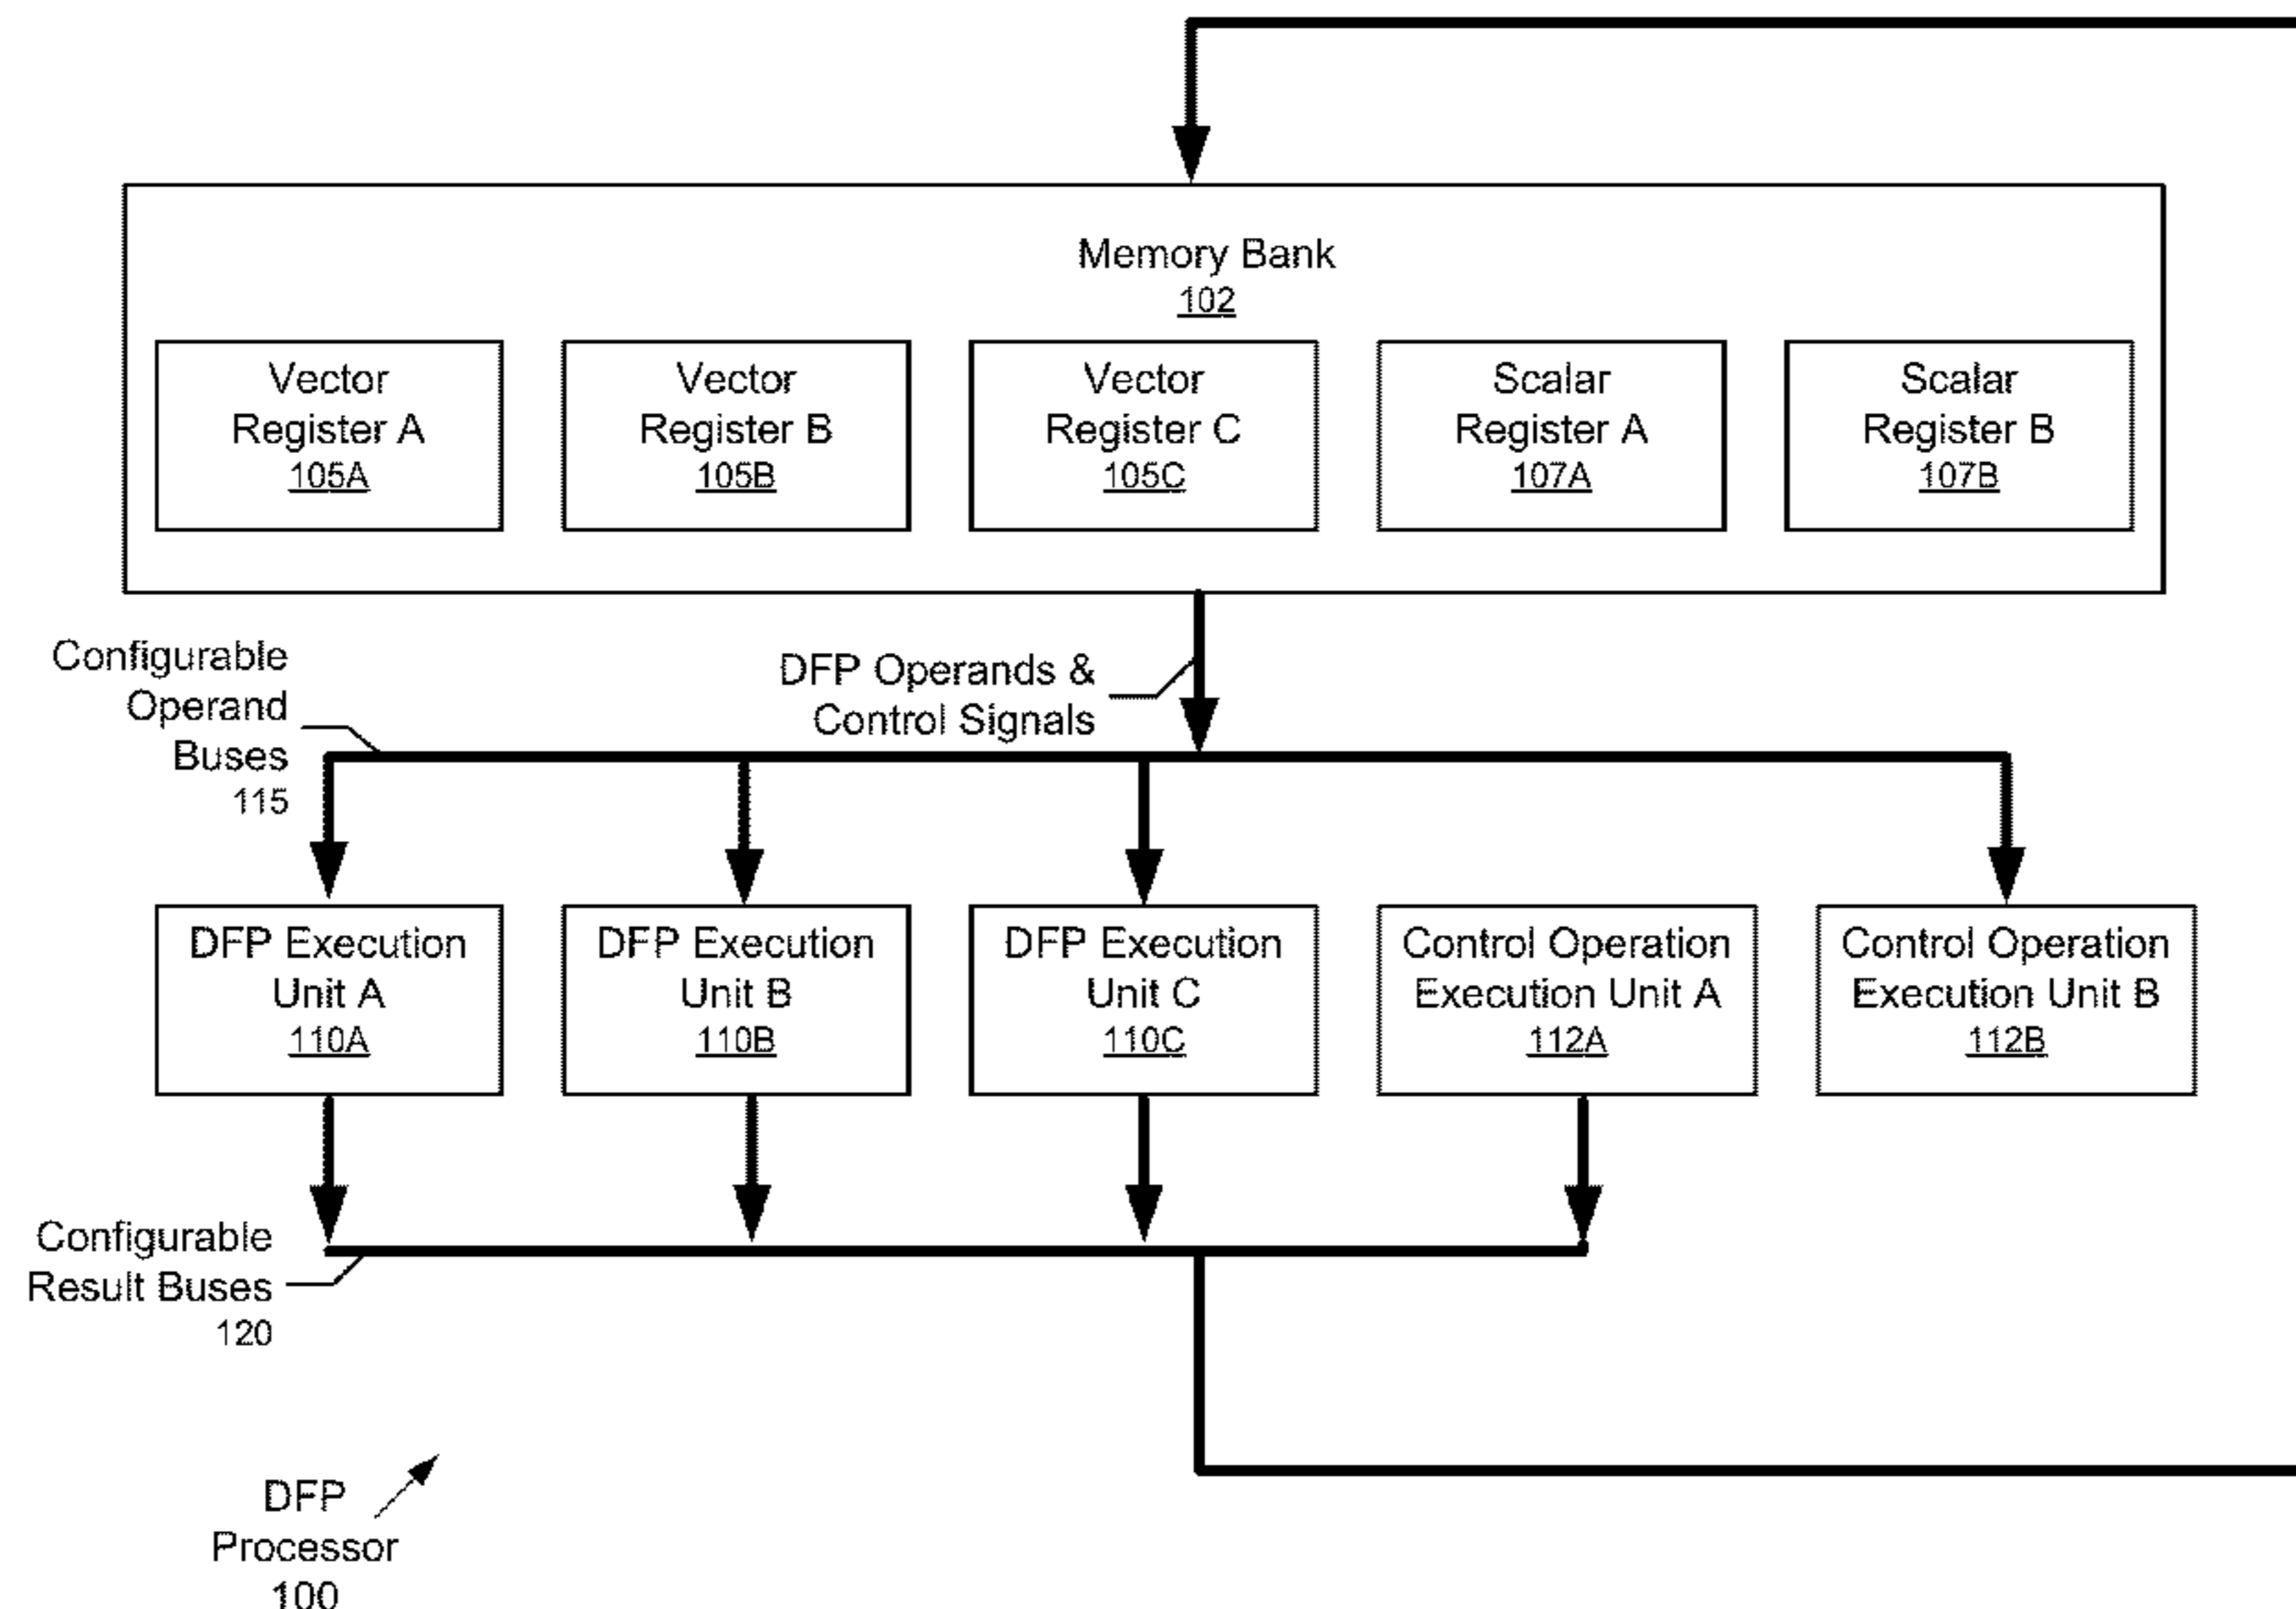 Memory Bank
102
Vector
Register A
105A
Vector
Register B
105B
Vector
Register C
105C
Scalar
Register A
107A
Scalar
Register B
107B
Configurable
Operand
Buses
115
DFP Operands &
Control Signals
DFP Execution
Unit A
110A
DFP Execution
Unit B
110B
DFP Execution
Unit C
110C
Control Operation
Execution Unit A
112A
Control Operation
Execution Unit B
112B
Configurable
Result Buses
120
DFP
Processor
100